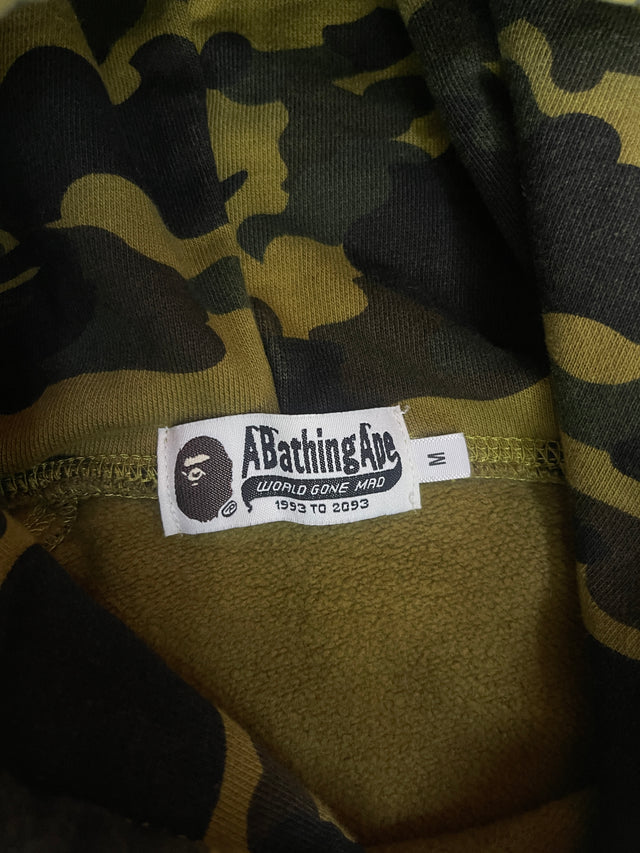 ABathingApe
WORLD GONE MAD
1993 TO 2093
M